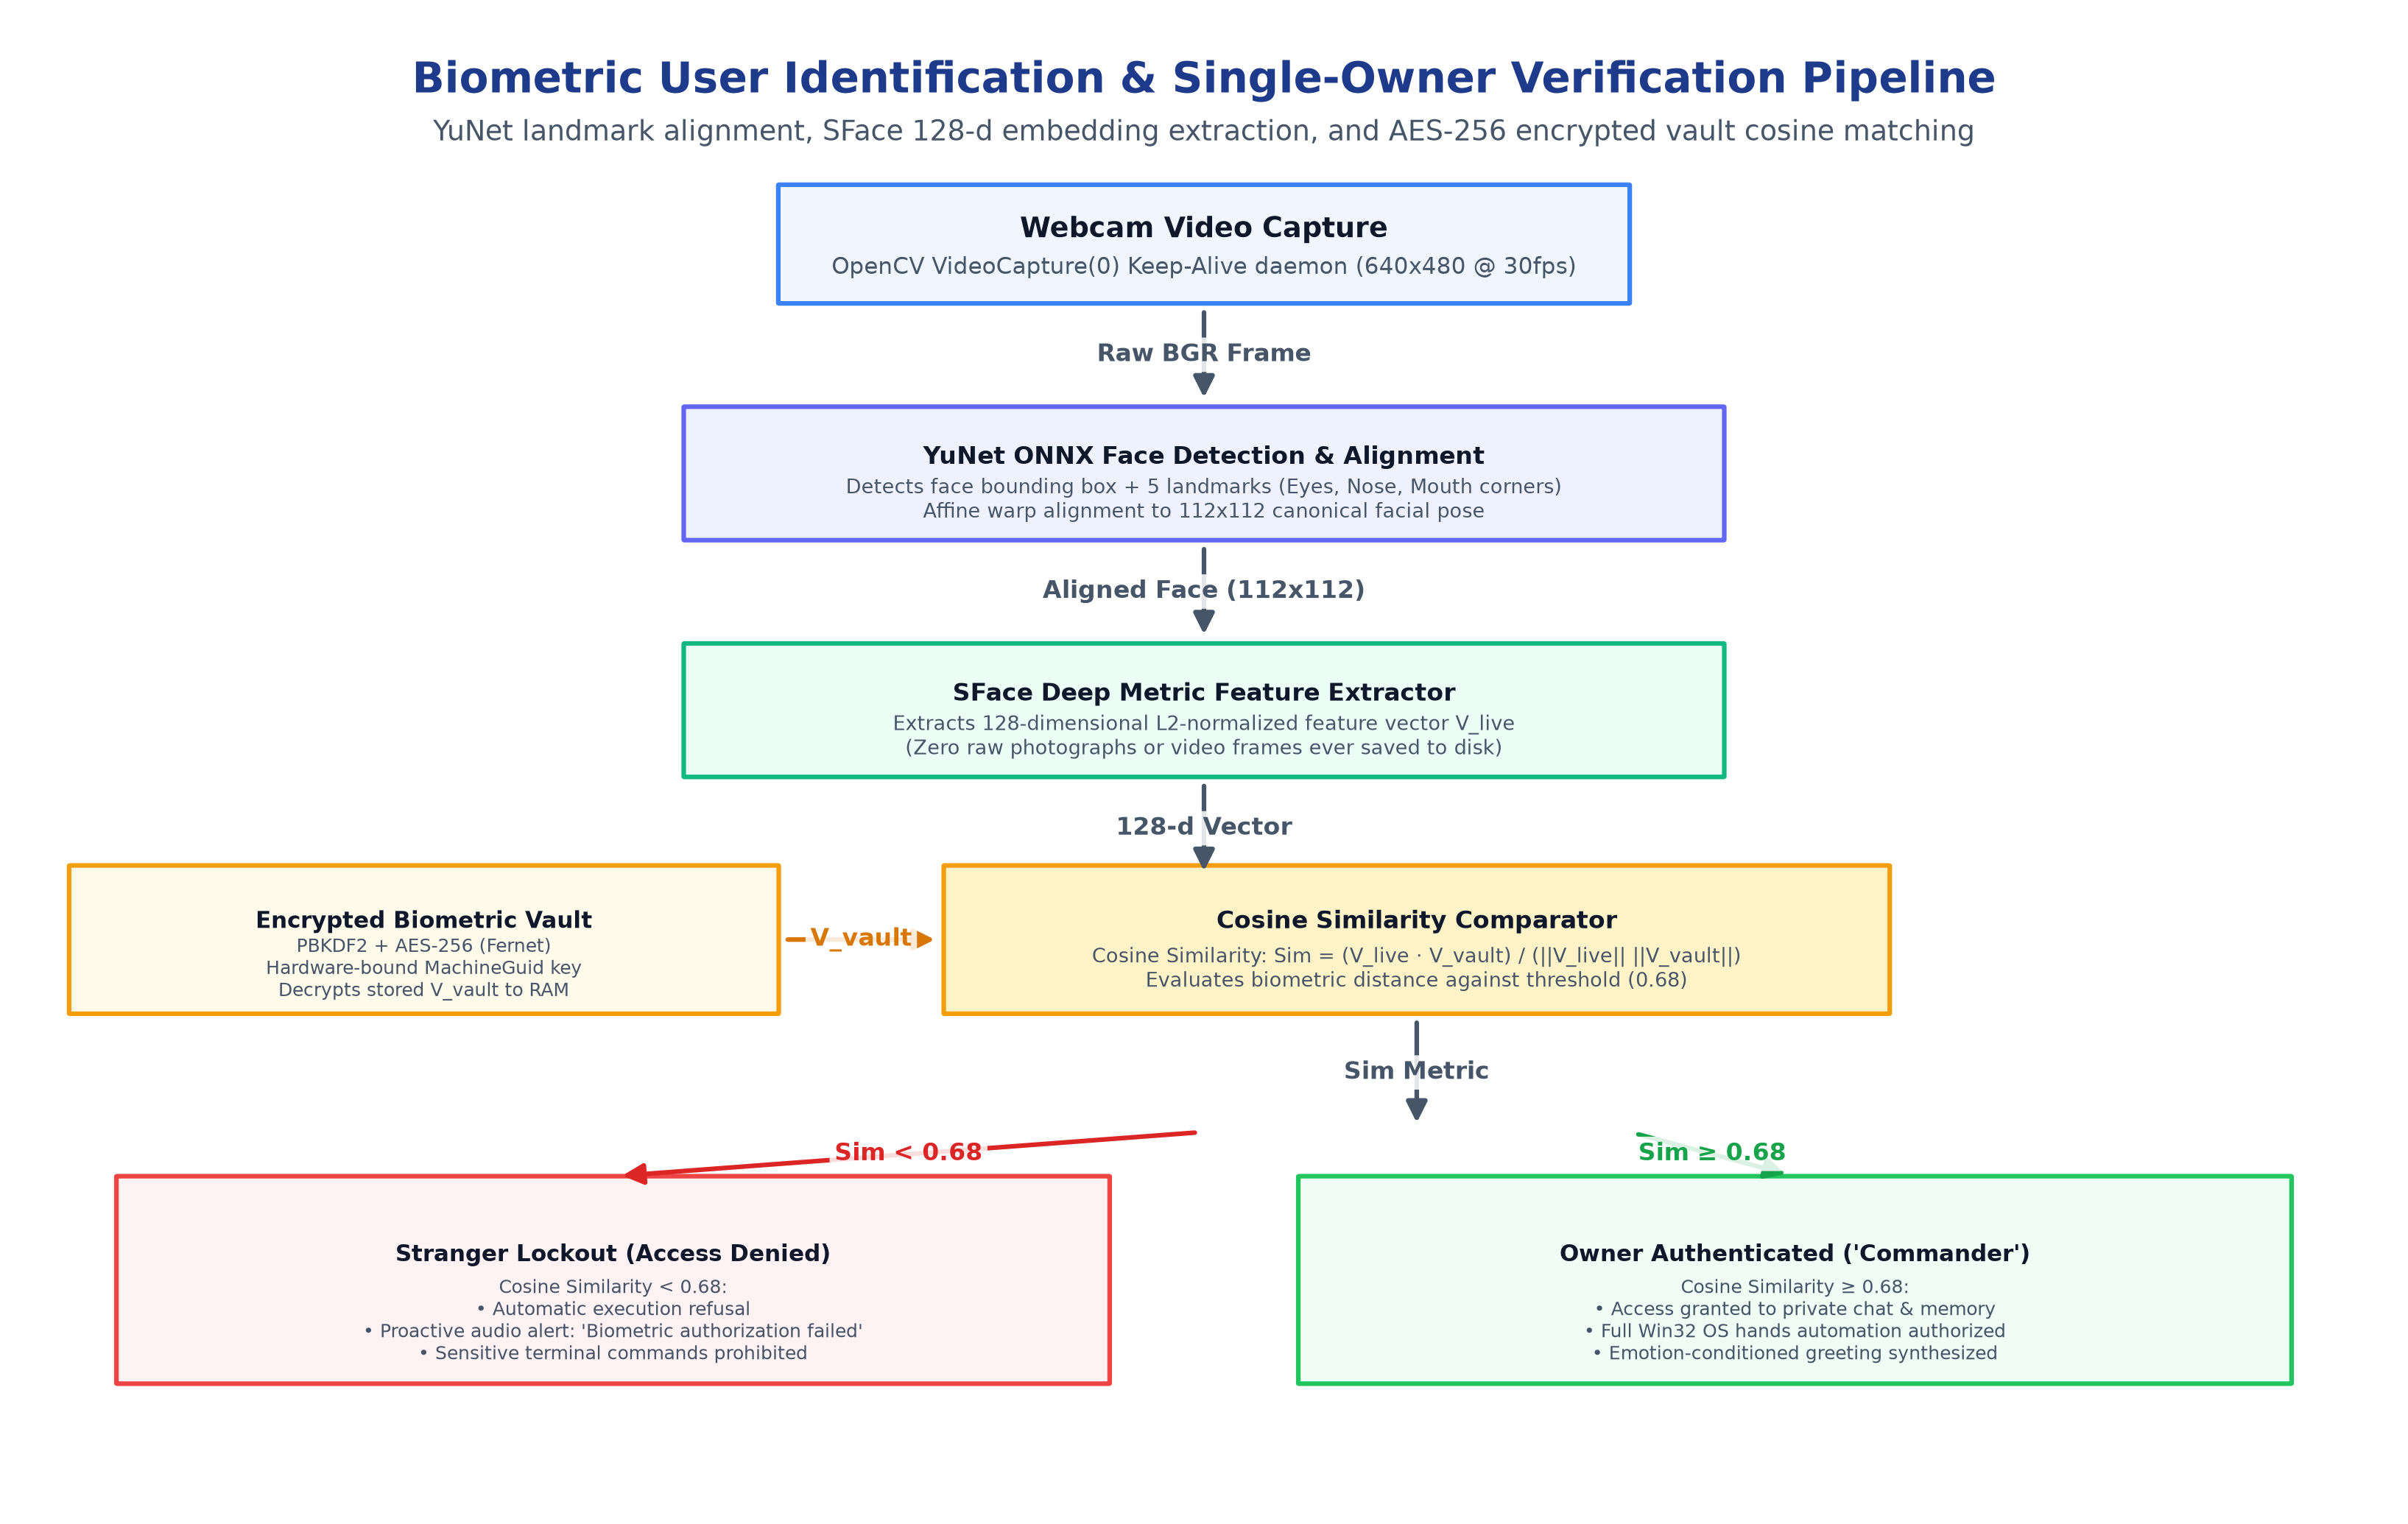 Biometric User Identification & Single-Owner Verification Pipeline
YuNet landmark alignment, SFace 128-d embedding extraction, and AES-256 encrypted vault cosine matching
Webcam Video Capture
OpenCV VideoCapture(0) Keep-Alive daemon (640x480 @ 30fps)
Raw BGR Frame
YuNet ONNX Face Detection & Alignment
Detects face bounding box + 5 landmarks (Eyes, Nose, Mouth corners)
Affine warp alignment to 112x112 canonical facial pose
Aligned Face (112x112)
SFace Deep Metric Feature Extractor
Extracts 128-dimensional L2-normalized feature vector V_live
(Zero raw photographs or video frames ever saved to disk)
128-d Vector
Encrypted Biometric Vault
PBKDF2 + AES-256 (Fernet)
Hardware-bound MachineGuid key
Decrypts stored V_vault to RAM
V_vault
Cosine Similarity Comparator
Cosine Similarity: Sim = (V_live · V_vault) / (||V_live|| ||V_vault||)
Evaluates biometric distance against threshold (0.68)
Sim Metric
Sim < 0.68
Sim ≥ 0.68
Stranger Lockout (Access Denied)
Cosine Similarity < 0.68:
• Automatic execution refusal
• Proactive audio alert: 'Biometric authorization failed'
• Sensitive terminal commands prohibited
Owner Authenticated ('Commander')
Cosine Similarity ≥ 0.68:
• Access granted to private chat & memory
• Full Win32 OS hands automation authorized
• Emotion-conditioned greeting synthesized